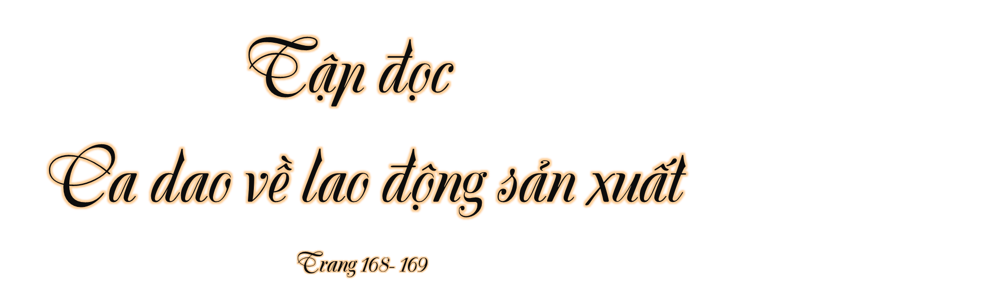 Tập đọc
Ca dao về lao động sản xuất
Trang 168- 169